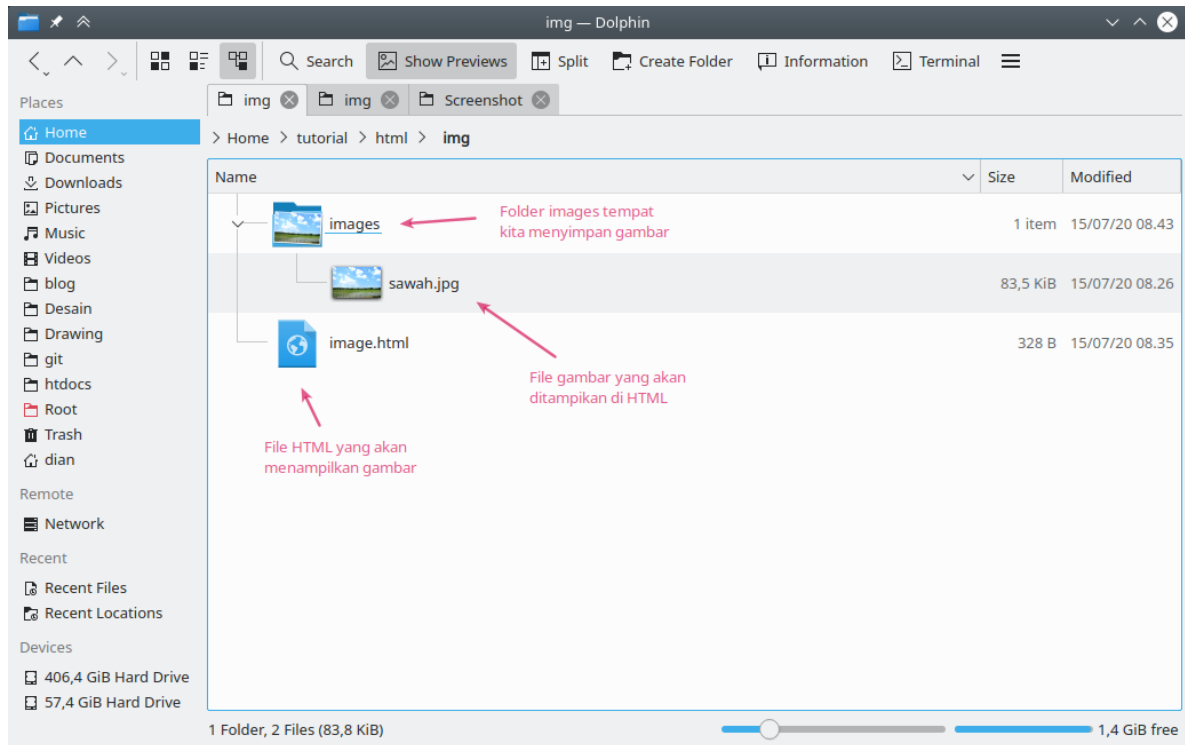 img — Dolphin
Search Show Previews Split Create Folder Information Terminal
Places
Home
Documents
Downloads
Pictures
Music
Videos
blog
Desain
Drawing
git
htdocs
Root
Trash
dian
Remote
Network
Recent
Recent Files
Recent Locations
Devices
406,4 GiB Hard Drive
57,4 GiB Hard Drive
img img Screenshot
> Home > tutorial > html > img
Name Size Modified
images 1 item 15/07/20 08.43
Folder images tempat
kita menyimpan gambar
sawah.jpg 83,5 KiB 15/07/20 08.26
image.html 328 B 15/07/20 08.35
File gambar yang akan
ditampikan di HTML
File HTML yang akan
menampilkan gambar
1 Folder, 2 Files (83,8 KiB) 1,4 GiB free